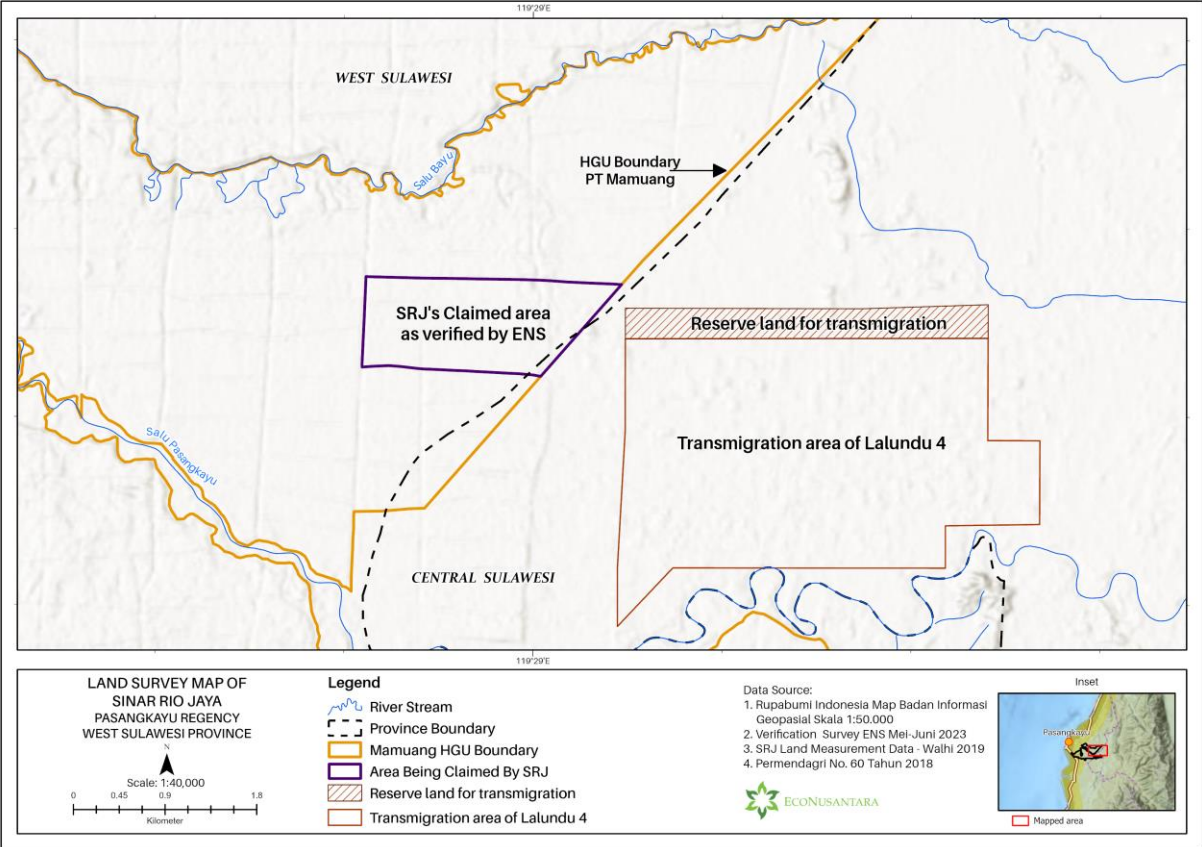 119°29'E
WEST SULAWESI
HGU Boundary
PT Mamuang
Salu Bayu
SRJ's Claimed area
as verified by ENS
Reserve land for transmigration
Transmigration area of Lalundu 4
Salu Pasangkayu
CENTRAL SULAWESI
119°29'E
LAND SURVEY MAP OF
SINAR RIO JAYA
PASANGKAYU REGENCY
WEST SULAWESI PROVINCE
N
Scale: 1:40,000
0 0.45 0.9 1.8
Kilometer
Legend
River Stream
Province Boundary
Mamuang HGU Boundary
Area Being Claimed By SRJ
Reserve land for transmigration
Transmigration area of Lalundu 4
Data Source:
1. Rupabumi Indonesia Map Badan Informasi
Geopasial Skala 1:50.000
2. Verification Survey ENS Mei-Juni 2023
3. SRJ Land Measurement Data - Walhi 2019
4. Permendagri No. 60 Tahun 2018
ECONUSANTARA
Inset
Pasangkayu
Mapped area